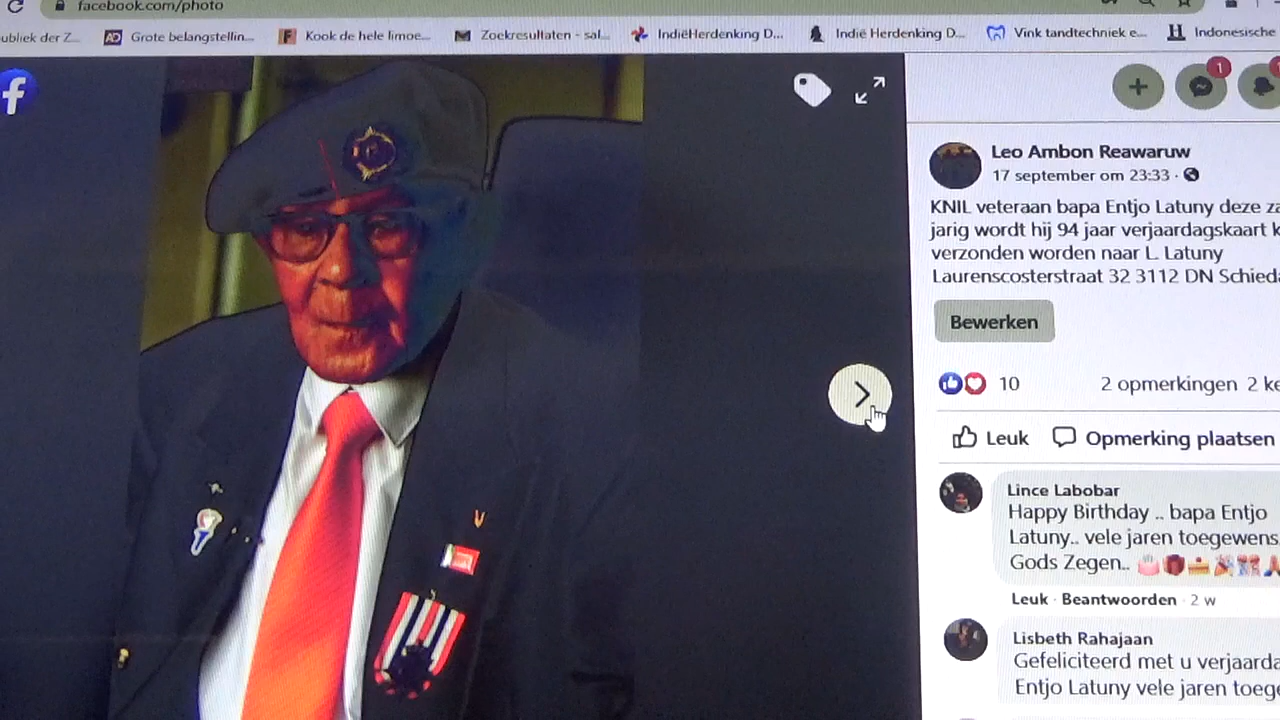 facebook.com/photo
ubliek der Z...
Grote belangstellin...
Kook de hele limoe...
Zoekresultaten - sal...
IndiëHerdenking D...
Indië Herdenking D...
Vink tandtechniek e...
Indonesische
1
Leo Ambon Reawaruw
17 september om 23:33 ·
KNIL veteraan bapa Entjo Latuny deze za
jarig wordt hij 94 jaar verjaardagskaart k
verzonden worden naar L. Latuny
Laurenscosterstraat 32 3112 DN Schieda
Bewerken
10
2 opmerkingen 2 ke
Leuk
Opmerking plaatsen
Lince Labobar
Happy Birthday .. bapa Entjo
Latuny.. vele jaren toegewens
Gods Zegen..
Leuk · Beantwoorden · 2 w
Lisbeth Rahajaan
Gefeliciteerd met u verjaarda
Entjo Latuny vele jaren toege